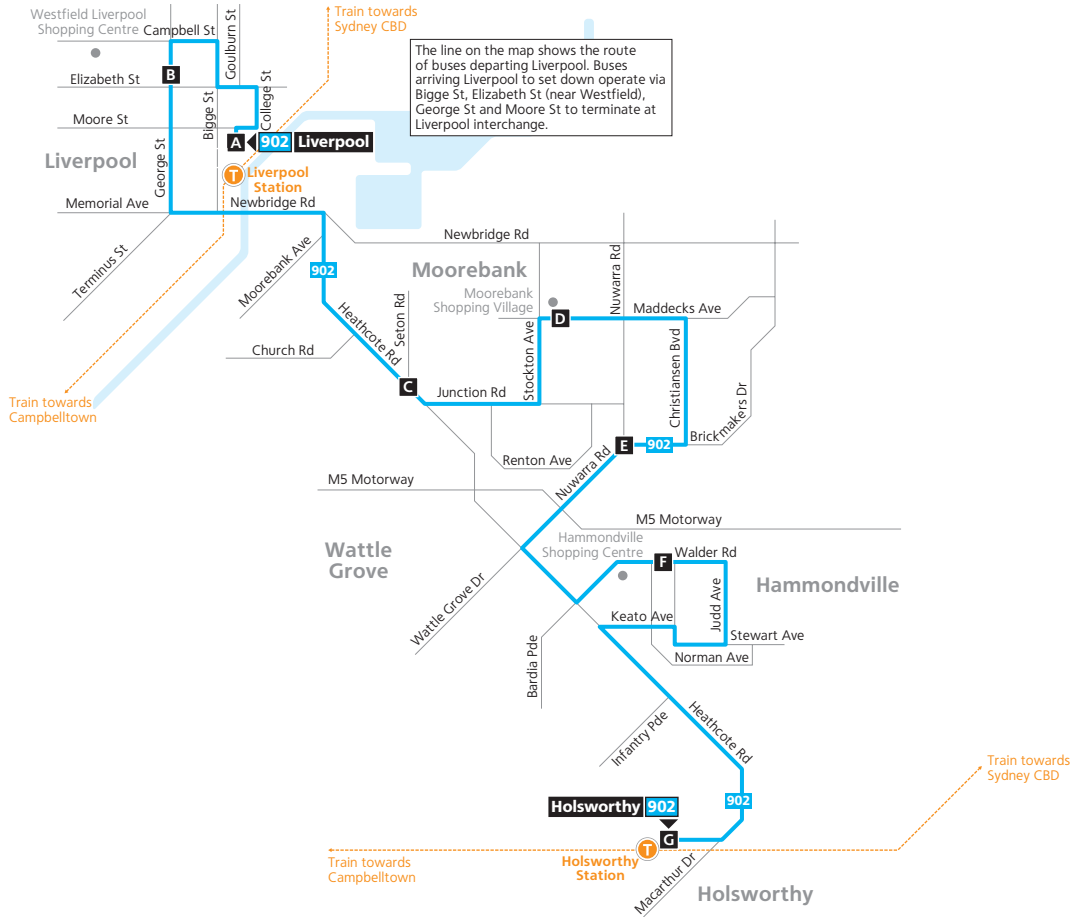 Westfield Liverpool
Shopping Centre
Campbell St
Goulburn St
Train towards
Sydney CBD
The line on the map shows the route
of buses departing Liverpool. Buses
arriving Liverpool to set down operate via
Bigge St, Elizabeth St (near Westfield),
George St and Moore St to terminate at
Liverpool interchange.
B
Elizabeth St
College St
Bigge St
Moore St
A
902
Liverpool
Liverpool
George St
T
Liverpool
Station
Memorial Ave
Newbridge Rd
Terminus St
Moorebank Ave
902
Newbridge Rd
Nuwarra Rd
Moorebank
Moorebank
Shopping Village
D
Maddecks Ave
Seton Rd
Heathcote Rd
Church Rd
Stockton Ave
Christiansen Bvd
C
Junction Rd
Brickmakers Dr
Train towards
Campbelltown
E
902
Renton Ave
Nuwarra Rd
M5 Motorway
M5 Motorway
Wattle
Grove
Hammondville
Shopping Centre
F
Walder Rd
Hammondville
Wattle Grove Dr
Judd Ave
Keato Ave
Stewart Ave
Norman Ave
Bardia Pde
Infantry Pde
Heathcote Rd
Train towards
Sydney CBD
Holsworthy
902
902
G
T
Holsworthy
Station
Train towards
Campbelltown
Macarthur Dr
Holsworthy